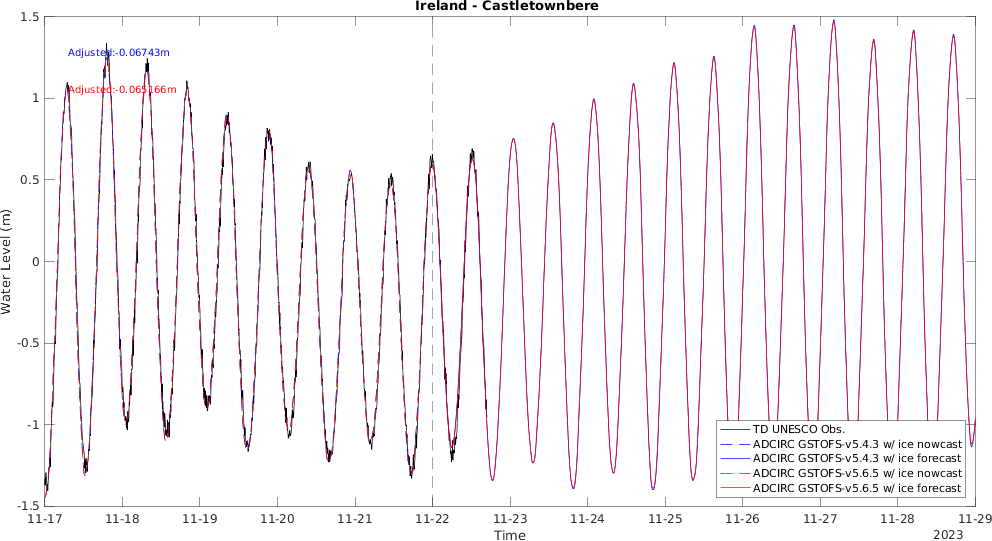 Ireland - Castletownbere
Adjusted:-0.06743m
Adjusted:-0.065166m
Water Level (m)
1.5
1
0.5
0
-0.5
-1
-1.5
TD UNESCO Obs.
ADCIRC GSTOFS-v5.4.3 w/ ice nowcast
ADCIRC GSTOFS-v5.4.3 w/ ice forecast
ADCIRC GSTOFS-v5.6.5 w/ ice nowcast
ADCIRC GSTOFS-v5.6.5 w/ ice forecast
11-17 11-18 11-19 11-20 11-21 11-22 11-23 11-24 11-25 11-26 11-27 11-28 11-29
Time
2023